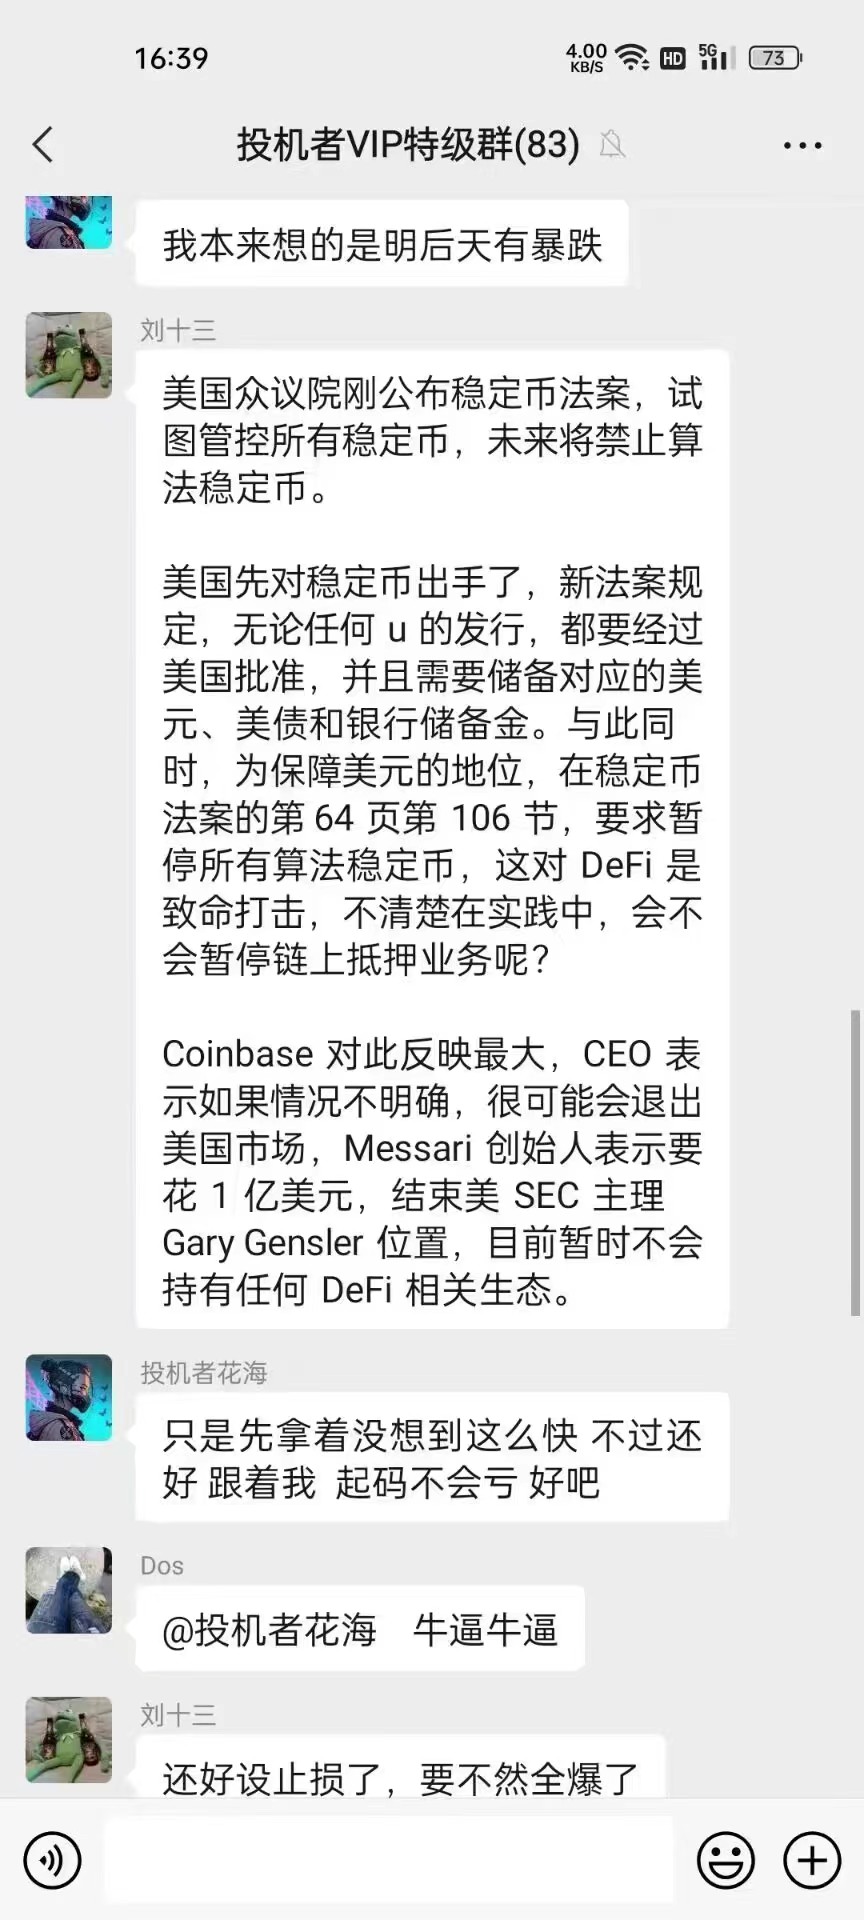 16:39
4.00
KB/S
HD
5G
73
投机者VIP特级群(83)
我本来想的是明后天有暴跌
刘十三
美国众议院刚公布稳定币法案，试
图管控所有稳定币，未来将禁止算
法稳定币。
美国先对稳定币出手了，新法案规
定，无论任何 u 的发行，都要经过
美国批准，并且需要储备对应的美
元、美债和银行储备金。与此同
时，为保障美元的地位，在稳定币
法案的第 64 页第 106 节，要求暂
停所有算法稳定币，这对 DeFi 是
致命打击，不清楚在实践中，会不
会暂停链上抵押业务呢？
Coinbase 对此反映最大，CEO 表
示如果情况不明确，很可能会退出
美国市场，Messari 创始人表示要
花 1 亿美元，结束美 SEC 主理
Gary Gensler 位置，目前暂时不会
持有任何 DeFi 相关生态。
投机者花海
只是先拿着没想到这么快 不过还
好 跟着我 起码不会亏 好吧
Dos
@投机者花海 牛逼牛逼
刘十三
还好设止损了，要不然全爆了